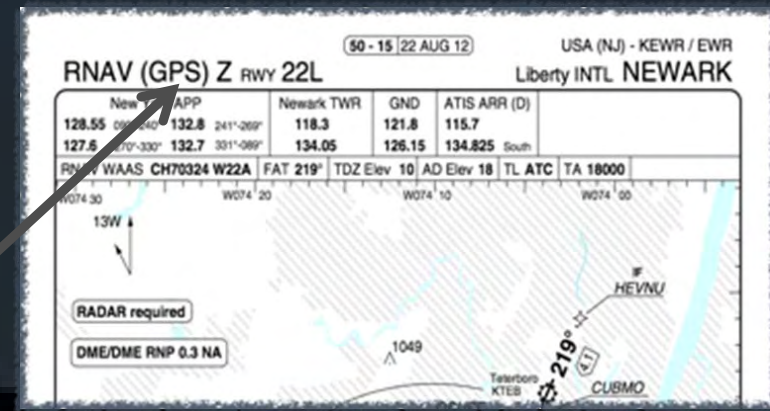 50 - 15 22 AUG 12
USA (NJ) - KEWR / EWR
RNAV (GPS) Z RWY 22L
Liberty INTL NEWARK
New APP Newark TWR GND ATIS ARR (D)
128.55 132.8 241°-269° 118.3 121.8 115.7
127.6 270°-330° 132.7 331°-089° 134.05 126.15 134.825 South
WAAS CH70324 W22A FAT 219° TDZ Elev 10 AD Elev 18 TL ATC TA 18000
W074 30 W074 20 W074 10 W074 00
13W
IF
HEVNU
RADAR required
219°
4.1
DME/DME RNP 0.3 NA
1049
Teterboro
KTEB
CUBMO